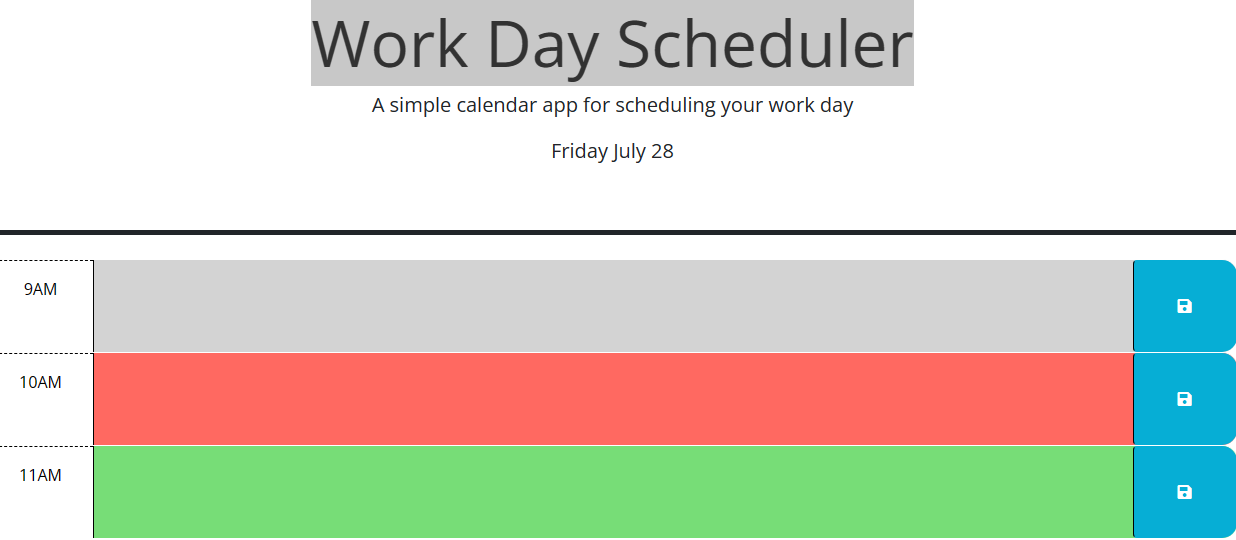 Work Day Scheduler
A simple calendar app for scheduling your work day
Friday July 28
9AM
10AM
11AM